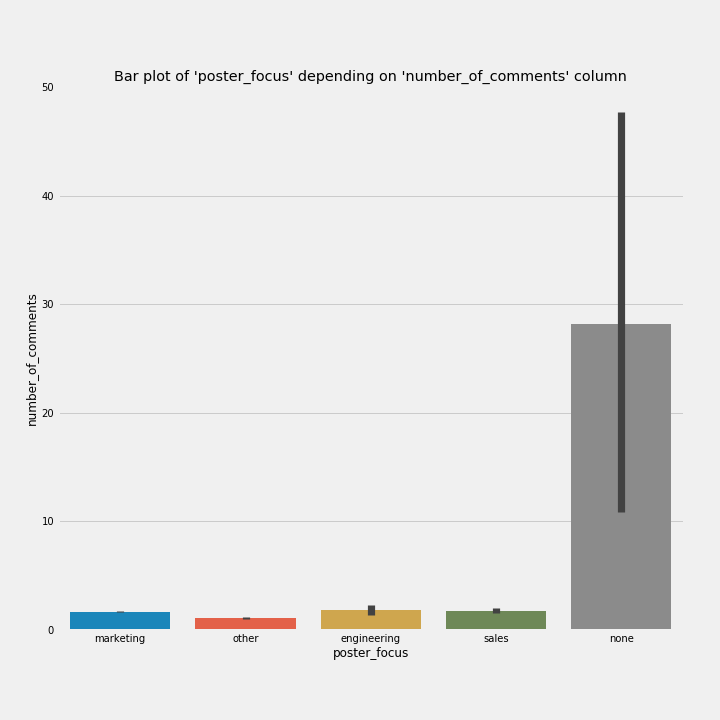 Bar plot of 'poster_focus' depending on 'number_of_comments' column
50
40
30
20
10
0
number_of_comments
marketing other engineering sales none
poster_focus